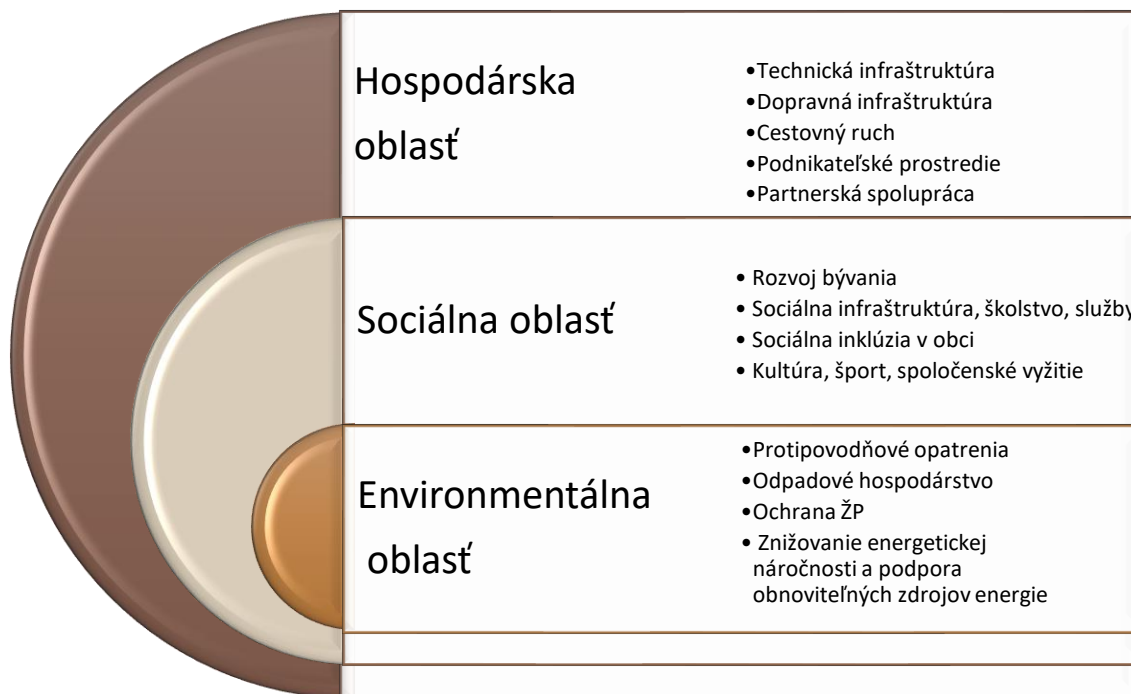 Hospodárska
oblasť
•Technická infraštruktúra
•Dopravná infraštruktúra
•Cestovný ruch
•Podnikateľské prostredie
•Partnerská spolupráca
Sociálna oblasť
• Rozvoj bývania
• Sociálna infraštruktúra, školstvo, služby
• Sociálna inklúzia v obci
• Kultúra, šport, spoločenské vyžitie
Environmentálna
oblasť
•Protipovodňové opatrenia
•Odpadové hospodárstvo
•Ochrana ŽP
• Znižovanie energetickej
náročnosti a podpora
obnoviteľných zdrojov energie